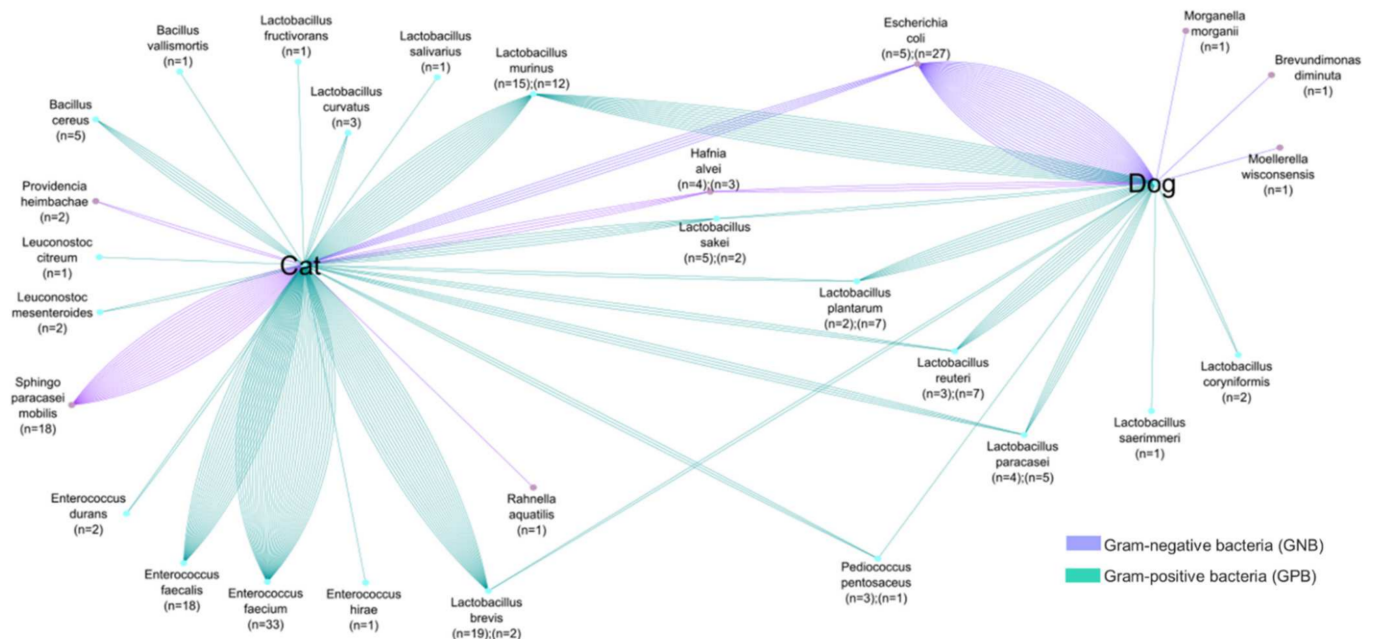 Bacillus
vallismortis
(n=1)
Lactobacillus
fructivorans
(n=1)
Lactobacillus
salivarius
(n=1)
Lactobacillus
murinus
(n=15);(n=12)
Escherichia
coli
(n=5);(n=27)
Morganella
morganii
(n=1)
Brevundimonas
diminuta
(n=1)
Bacillus
cereus
(n=5)
Lactobacillus
curvatus
(n=3)
Hafnia
alvei
(n=4);(n=3)
Moellerella
wisconsensis
(n=1)
Dog
Providencia
heimbachae
(n=2)
Leuconostoc
citreum
(n=1)
Cat
Lactobacillus
sakei
(n=5);(n=2)
Leuconostoc
mesenteroides
(n=2)
Lactobacillus
plantarum
(n=2);(n=7)
Lactobacillus
reuteri
(n=3);(n=7)
Lactobacillus
coryniformis
(n=2)
Sphingo
paracasei
mobilis
(n=18)
Lactobacillus
saerimmeri
(n=1)
Lactobacillus
paracasei
(n=4);(n=5)
Enterococcus
durans
(n=2)
Rahnella
aquatilis
(n=1)
Enterococcus
faecalis
(n=18)
Enterococcus
faecium
(n=33)
Enterococcus
hirae
(n=1)
Lactobacillus
brevis
(n=19);(n=2)
Pediococcus
pentosaceus
(n=3);(n=1)
Gram-negative bacteria (GNB)
Gram-positive bacteria (GPB)